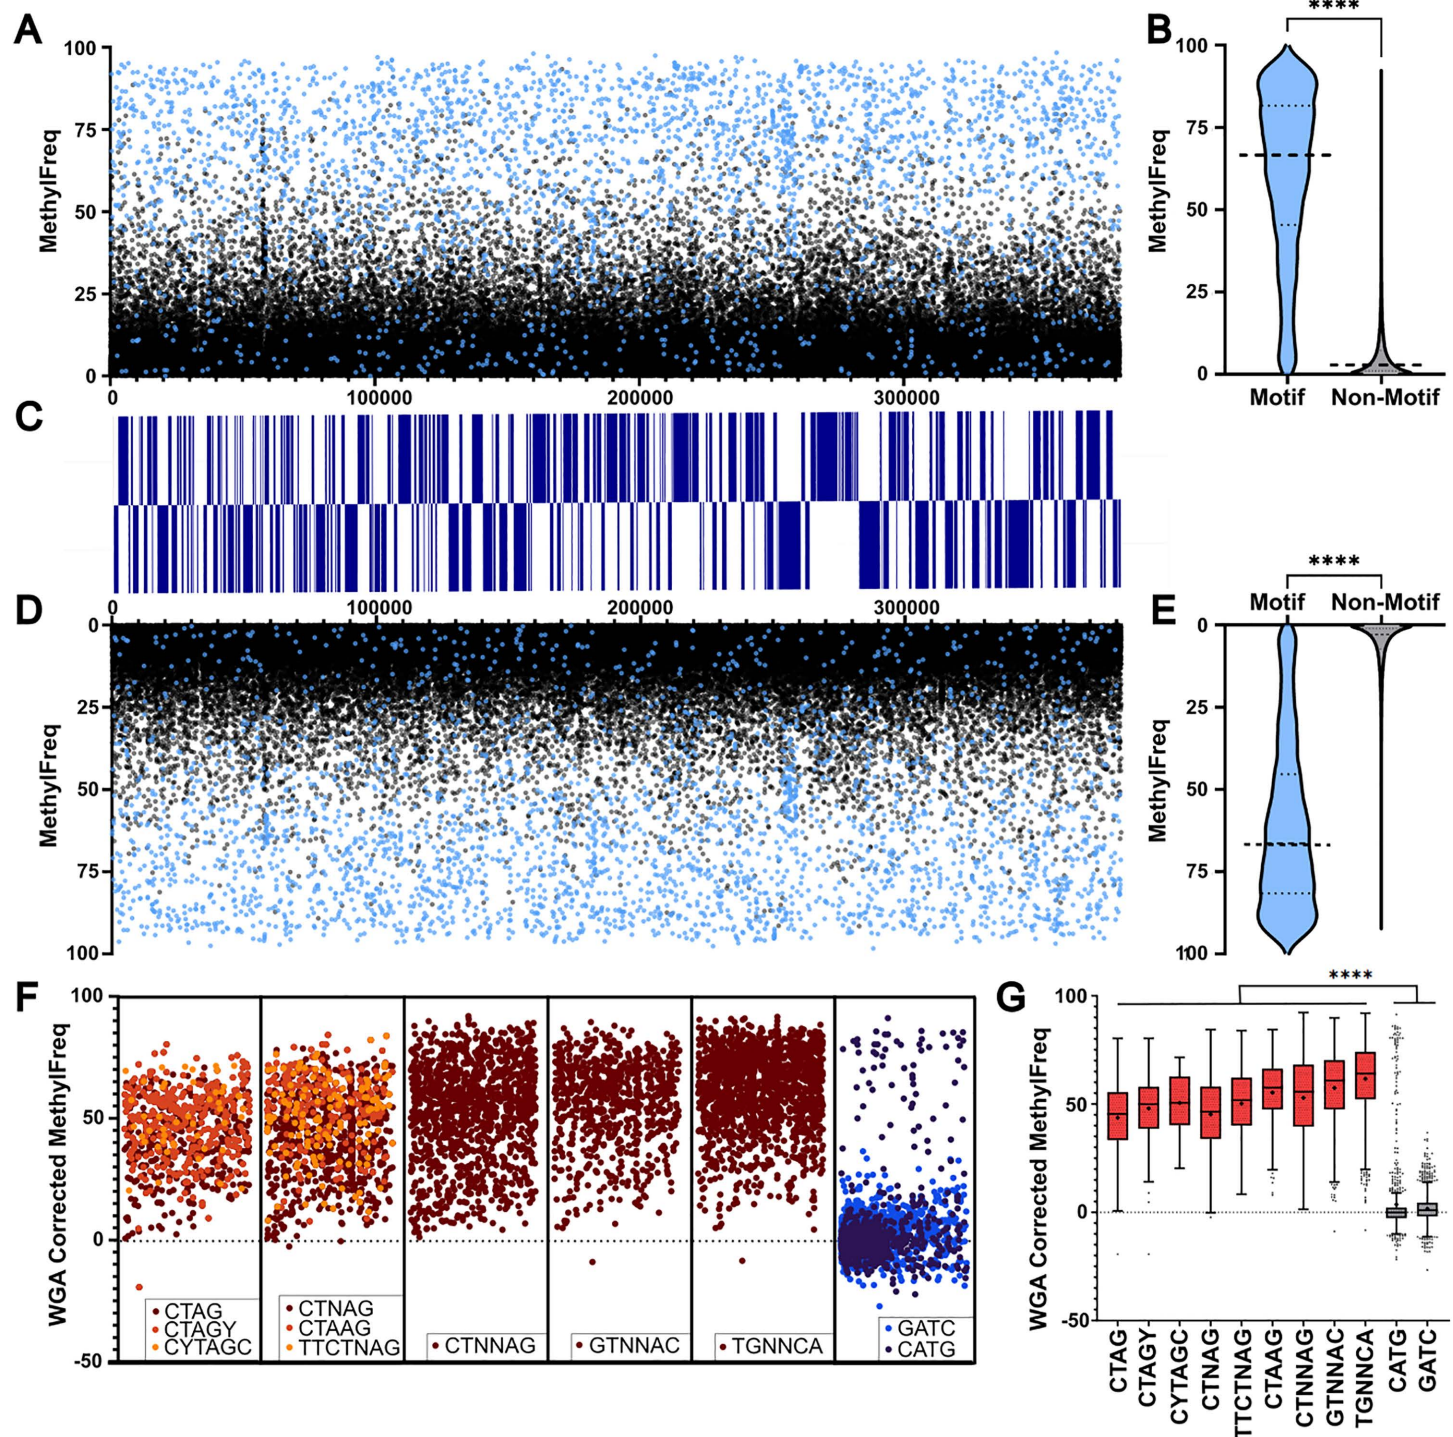 A
B
****
100
75
50
25
0
MethylFreq
0
100000
200000
300000
100
75
50
25
0
MethylFreq
Motif
Non-Motif
C
D
0
100000
200000
300000
0
25
50
75
100
MethylFreq
E
****
Motif
Non-Motif
0
25
50
75
100
MethylFreq
F
100
50
0
-50
WGA Corrected MethylFreq
CTAG
CTAGY
CYTAGC
CTNAG
CTAAG
TTCTNAG
CTNNAG
GTNNAC
TGNNCA
GATC
CATG
G
****
100
50
0
-50
WGA Corrected MethylFreq
CTAG
CTAGY
CYTAGC
CTNAG
TTCTNAG
CTAAG
CTNNAG
GTNNAC
TGNNCA
CATG
GATC